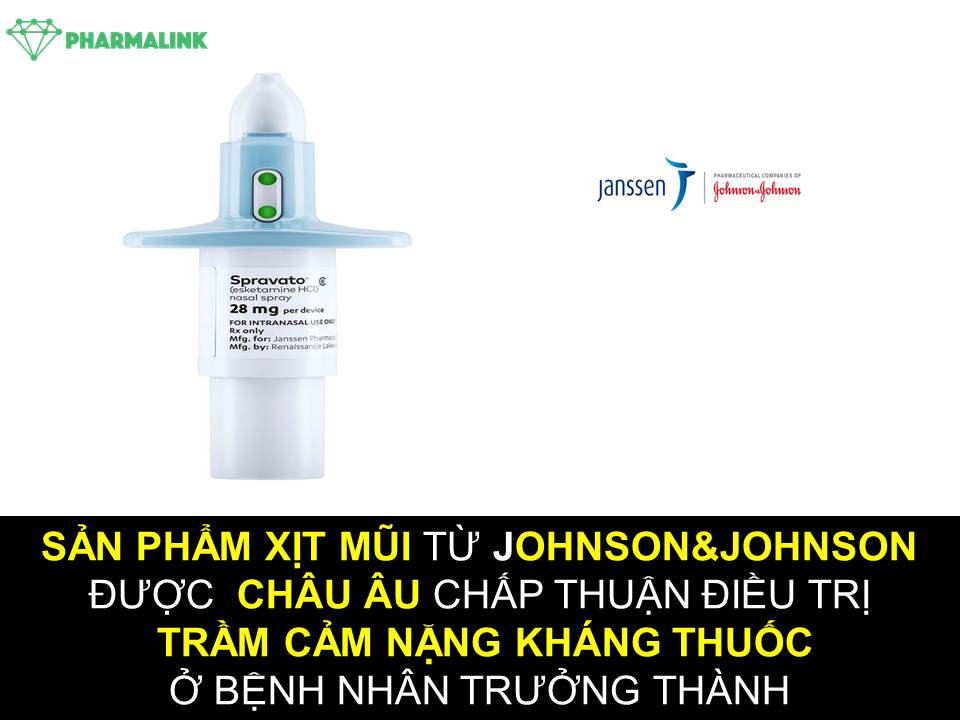 PHARMALINK
Spravato™
(esketamine HCl)
nasal spray
28 mg per device
FOR INTRANASAL USE
Rx only
Mfg. for: Janssen
Mfg. by: Renaissance
janssen
PHARMACEUTICAL COMPANIES OF
Johnson & Johnson
SẢN PHẨM XỊT MŨI TỪ JOHNSON&JOHNSON
ĐƯỢC CHÂU ÂU CHẤP THUẬN ĐIỀU TRỊ
TRẦM CẢM NẶNG KHÁNG THUỐC
Ở BỆNH NHÂN TRƯỞNG THÀNH